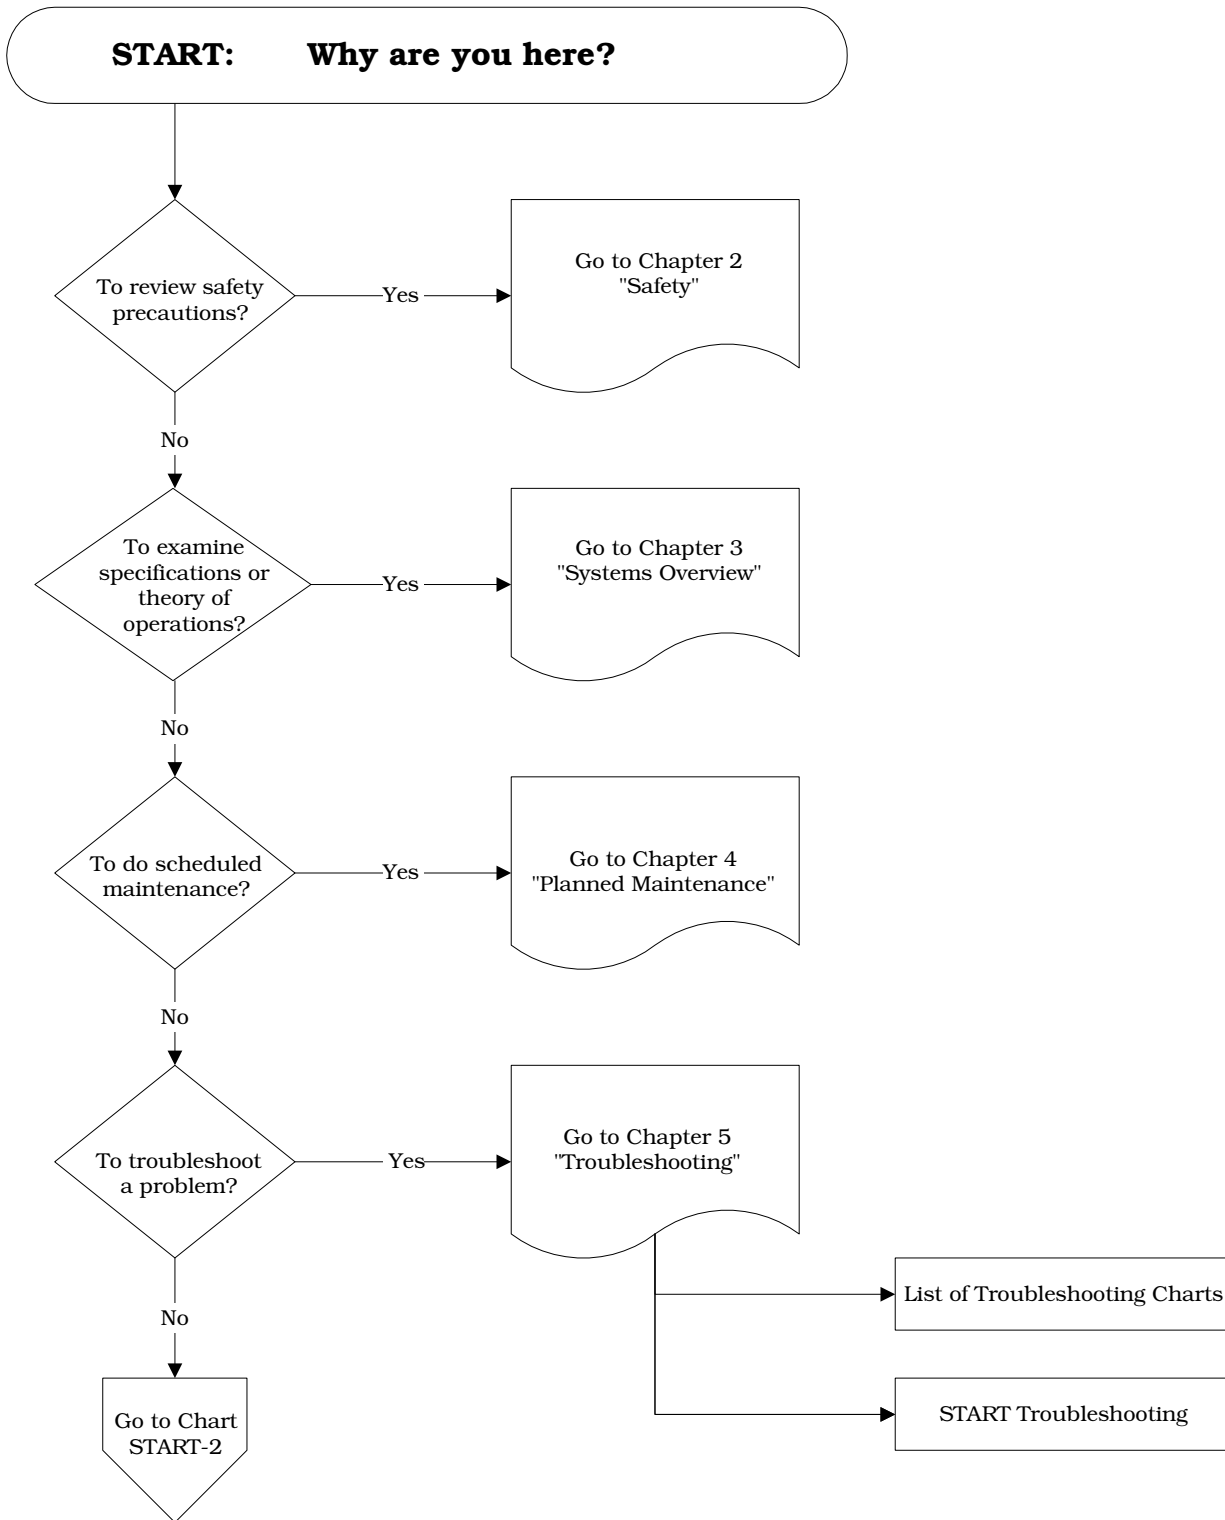 START: Why are you here?
To review safety
precautions?
Yes
Go to Chapter 2
"Safety"
No
To examine
specifications or
theory of
operations?
Yes
Go to Chapter 3
"Systems Overview"
No
To do scheduled
maintenance?
Yes
Go to Chapter 4
"Planned Maintenance"
No
To troubleshoot
a problem?
Yes
Go to Chapter 5
"Troubleshooting"
List of Troubleshooting Charts
No
START Troubleshooting
Go to Chart
START-2